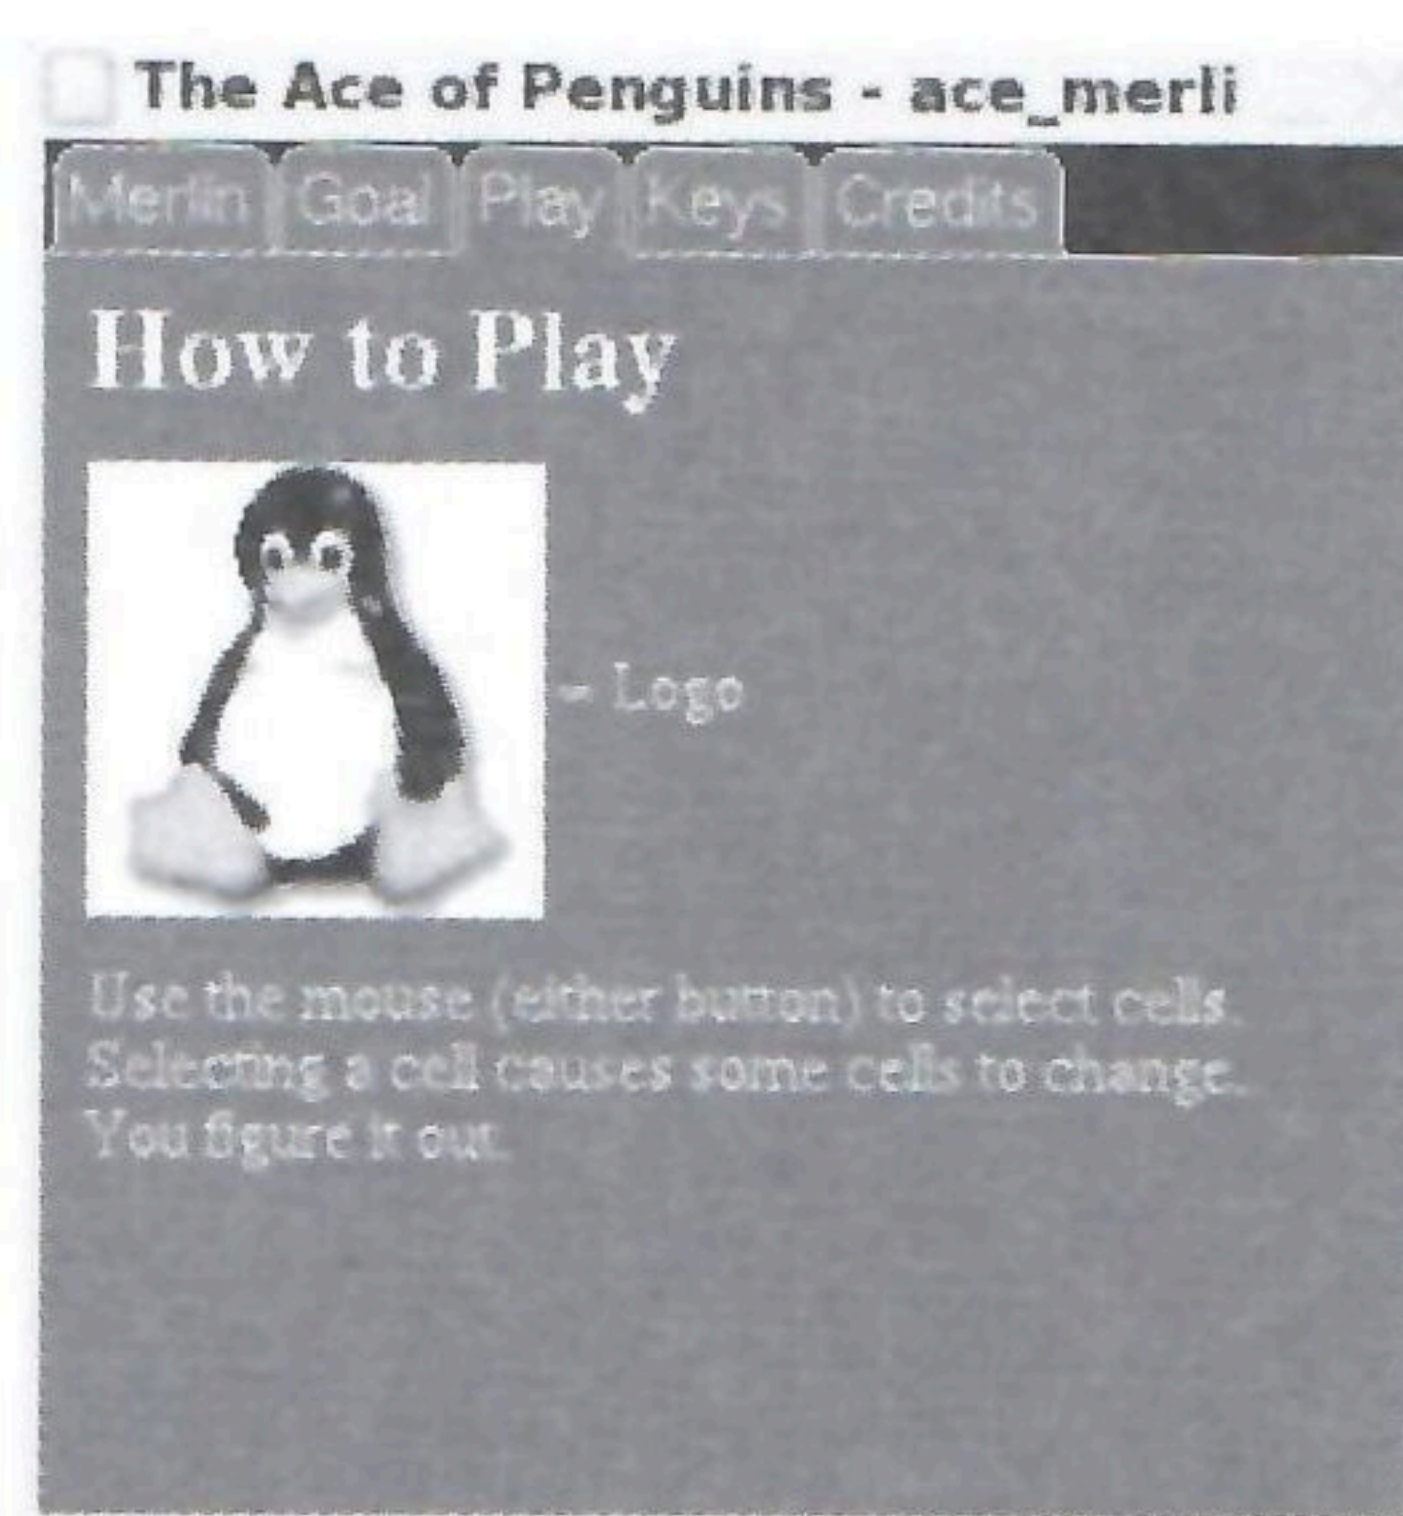 The Ace of Penguins - ace_merli
Merlin Goal Play Keys Credits
How to Play
- Logo
Use the mouse (either button) to select cells.
Selecting a cell causes some cells to change.
You figure it out.